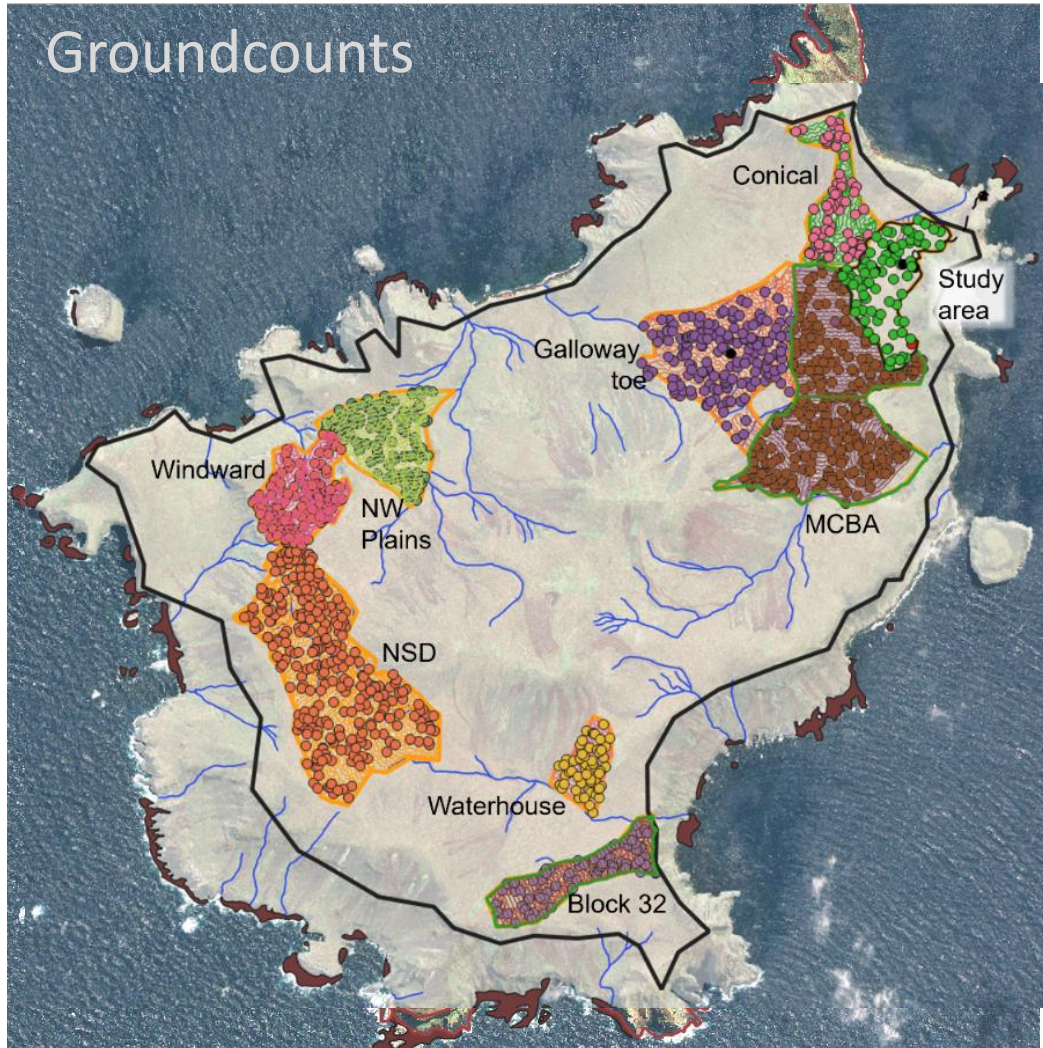 Groundcounts
Conical
Study
area
Galloway
toe
Windward
NW
Plains
MCBA
NSD
Waterhouse
Block 32